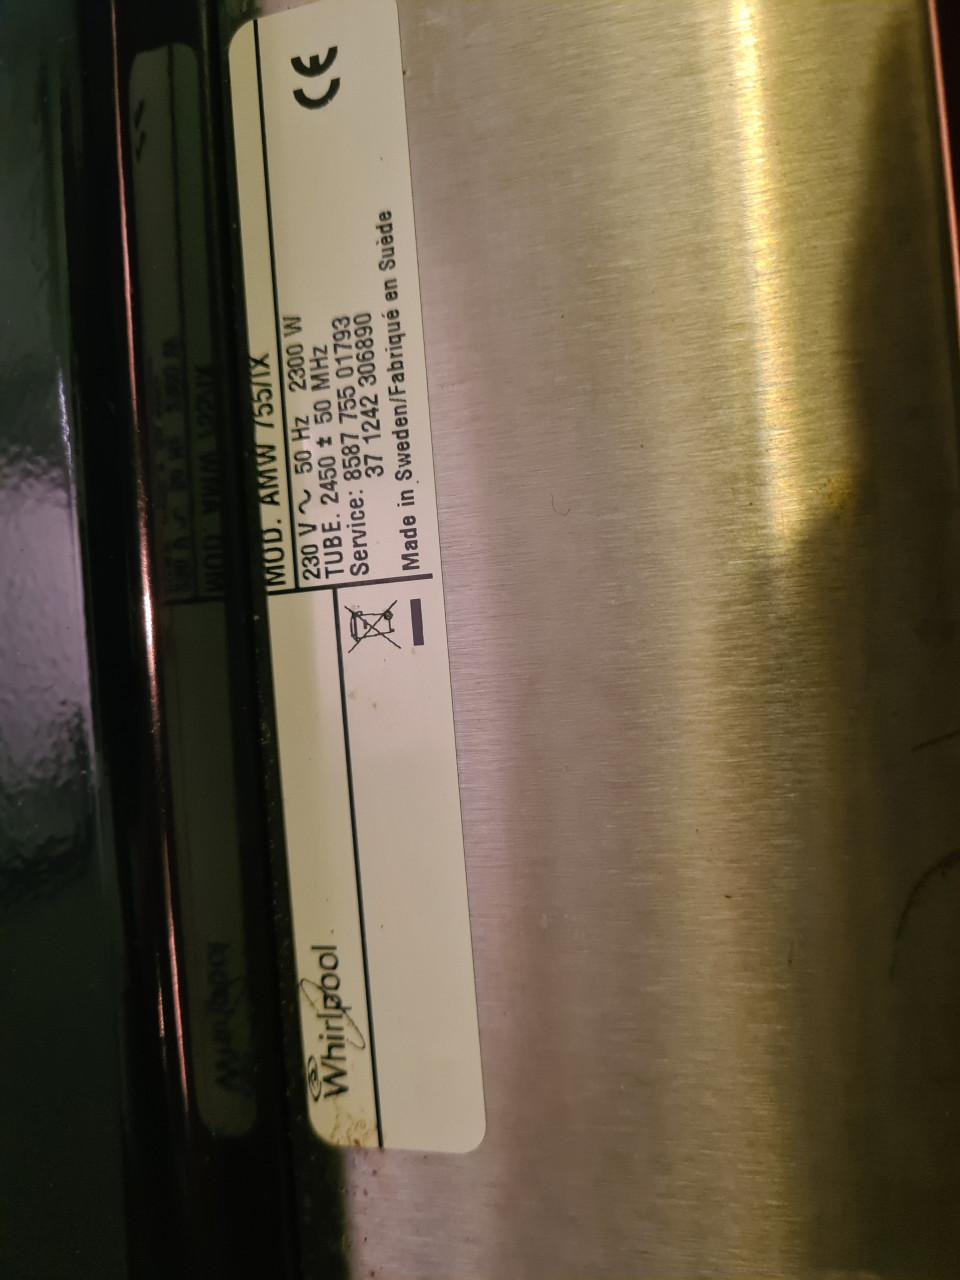 Whirlpool
MOD. AMW 755/IX
230 V ~ 50 Hz 2300 W
TUBE. 2450 ± 50 MHz
Service: 8587 755 01793
37 1242 306890
Made in Sweden/Fabriqué en Suède
CE